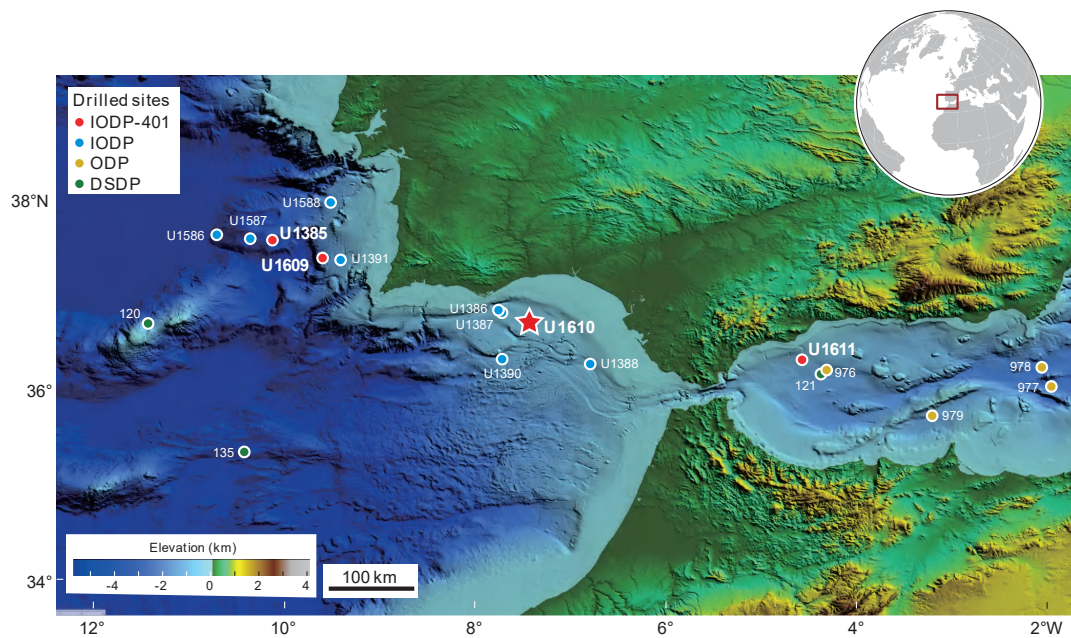 Drilled sites
IODP-401
IODP
ODP
DSDP
38°N
36°
34°
U1588
U1587
U1586
U1385
U1609
U1391
120
U1386
U1387
U1610
U1390
U1388
U1611
976
121
978
977
979
135
Elevation (km)
-4 -2 0 2 4
100 km
12° 10° 8° 6° 4° 2°W